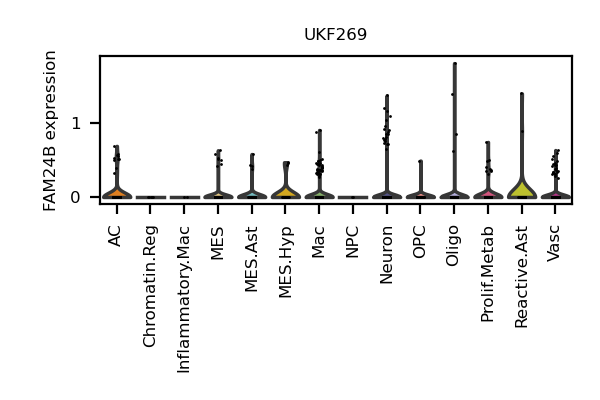 UKF269
FAM24B expression
1
0
AC
Chromatin.Reg
Inflammatory.Mac
MES
MES.Ast
MES.Hyp
Mac
NPC
Neuron
OPC
Oligo
Prolif.Metab
Reactive.Ast
Vasc